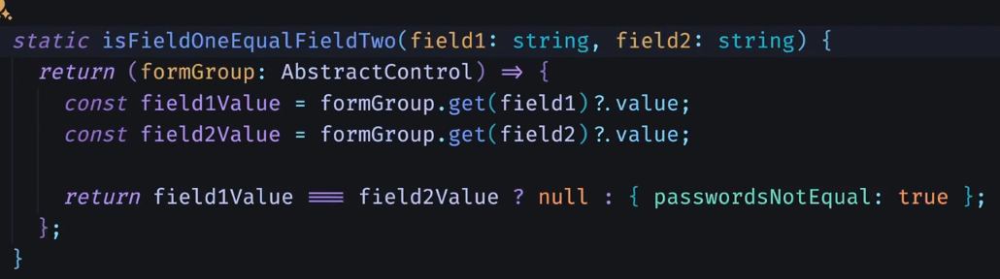 static isFieldOneEqualFieldTwo(field1: string, field2: string) {
return (formGroup: AbstractControl) => {
const field1Value = formGroup.get(field1)?.value;
const field2Value = formGroup.get(field2)?.value;
return field1Value === field2Value ? null : { passwordsNotEqual: true };
};
}